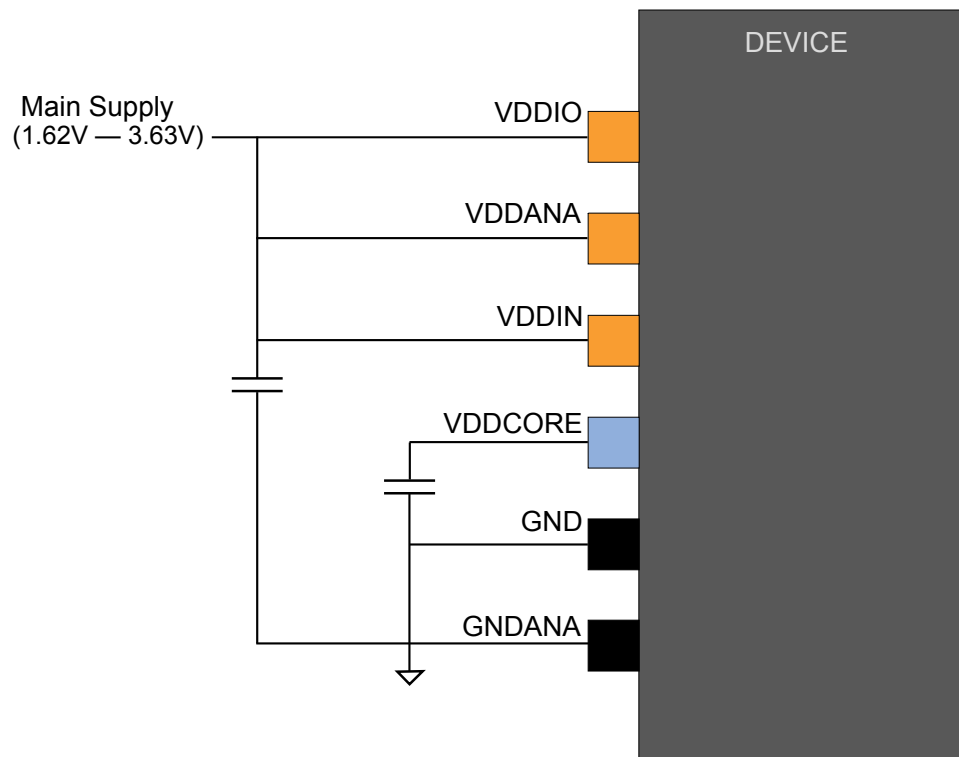 DEVICE
Main Supply
(1.62V — 3.63V)
VDDIO
VDDANA
VDDIN
VDDCORE
GND
GNDANA